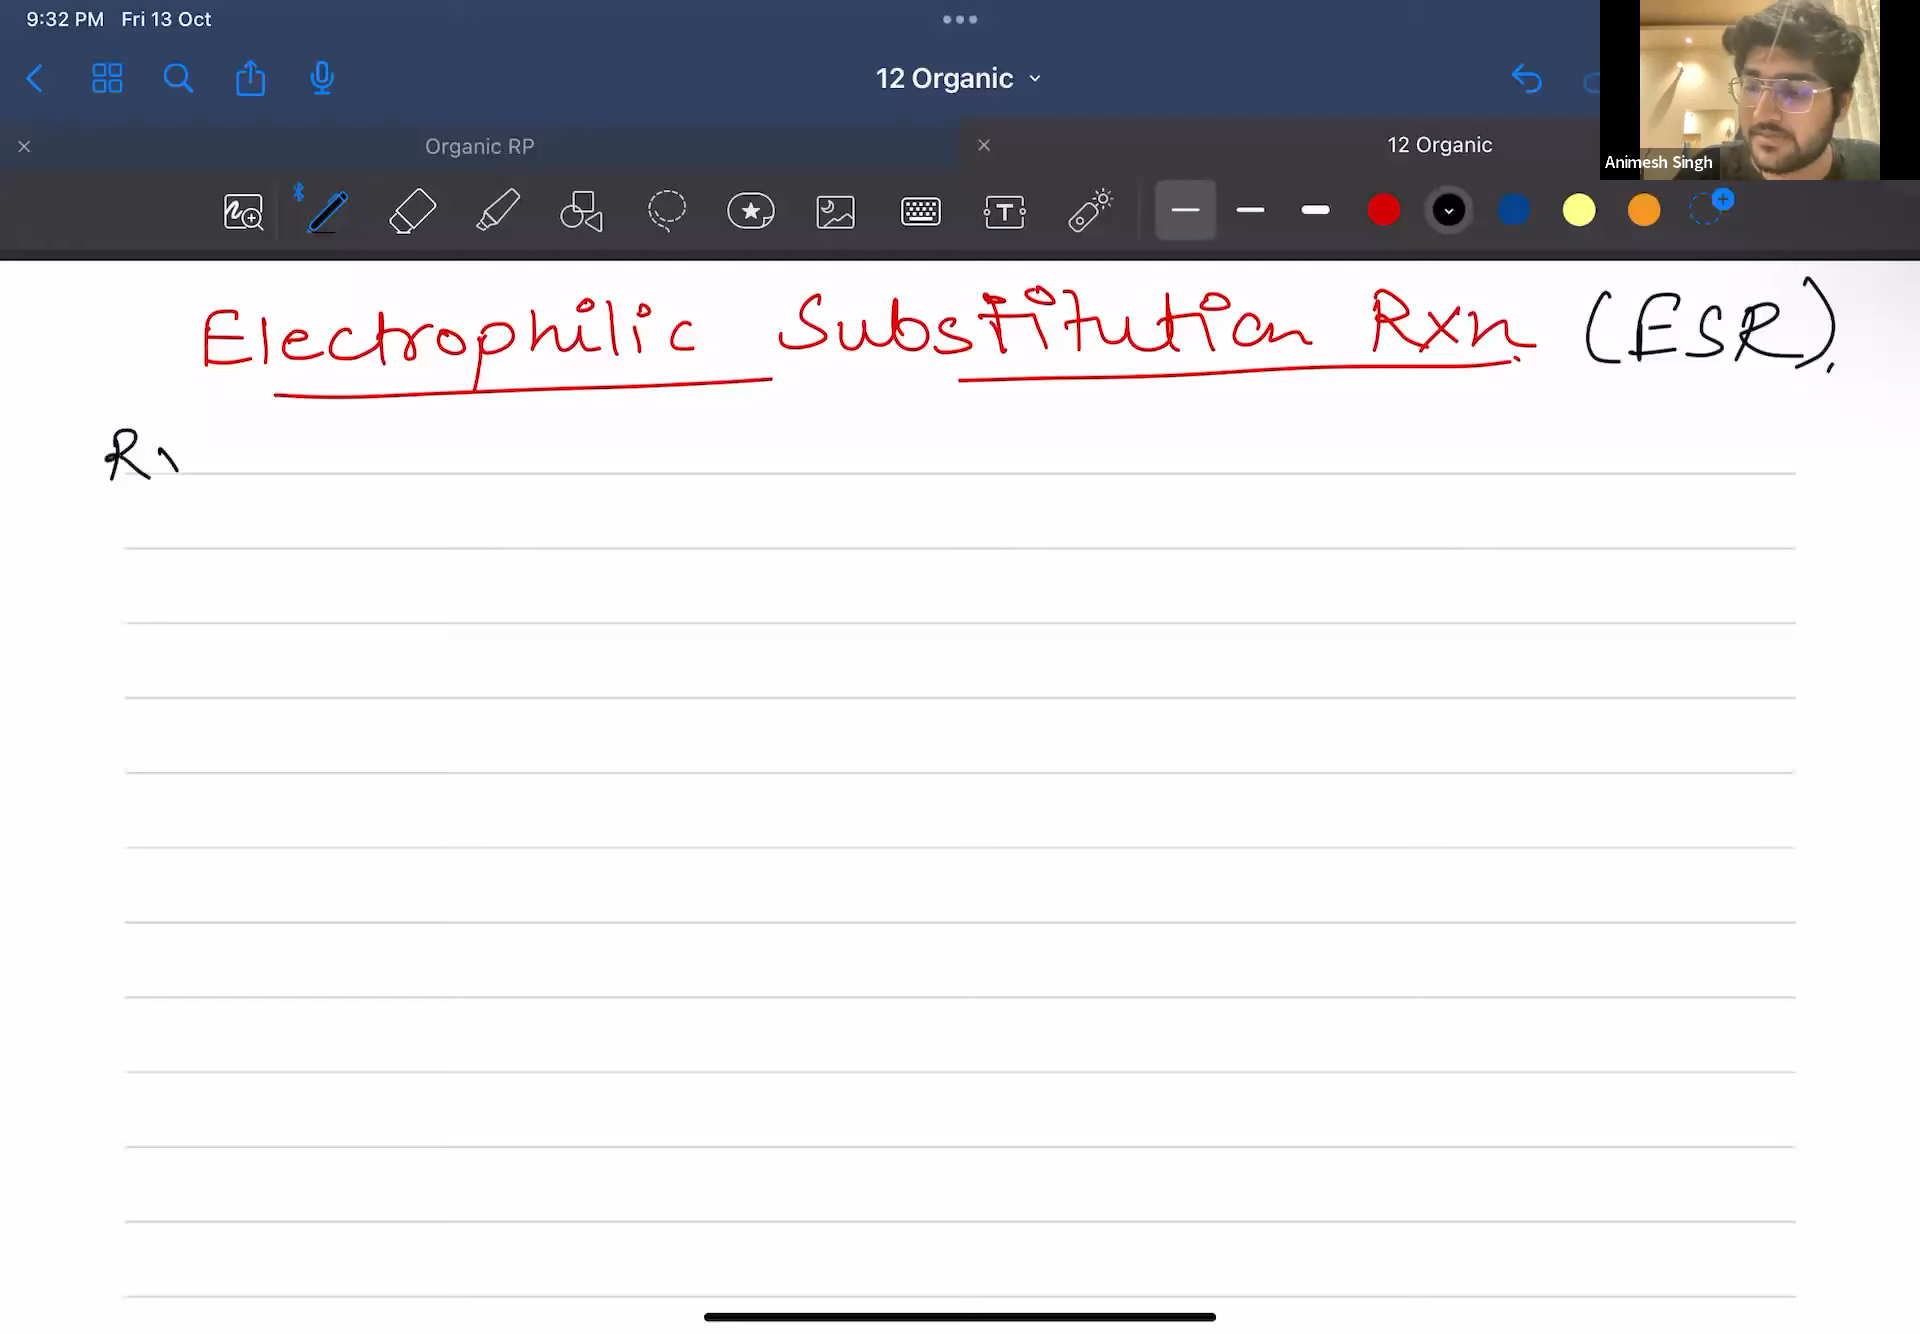 9:32 PM Fri 13 Oct
12 Organic
Organic RP
12 Organic
Animesh Singh
T
Electrophilic Substitution Rxn (ESR).
R